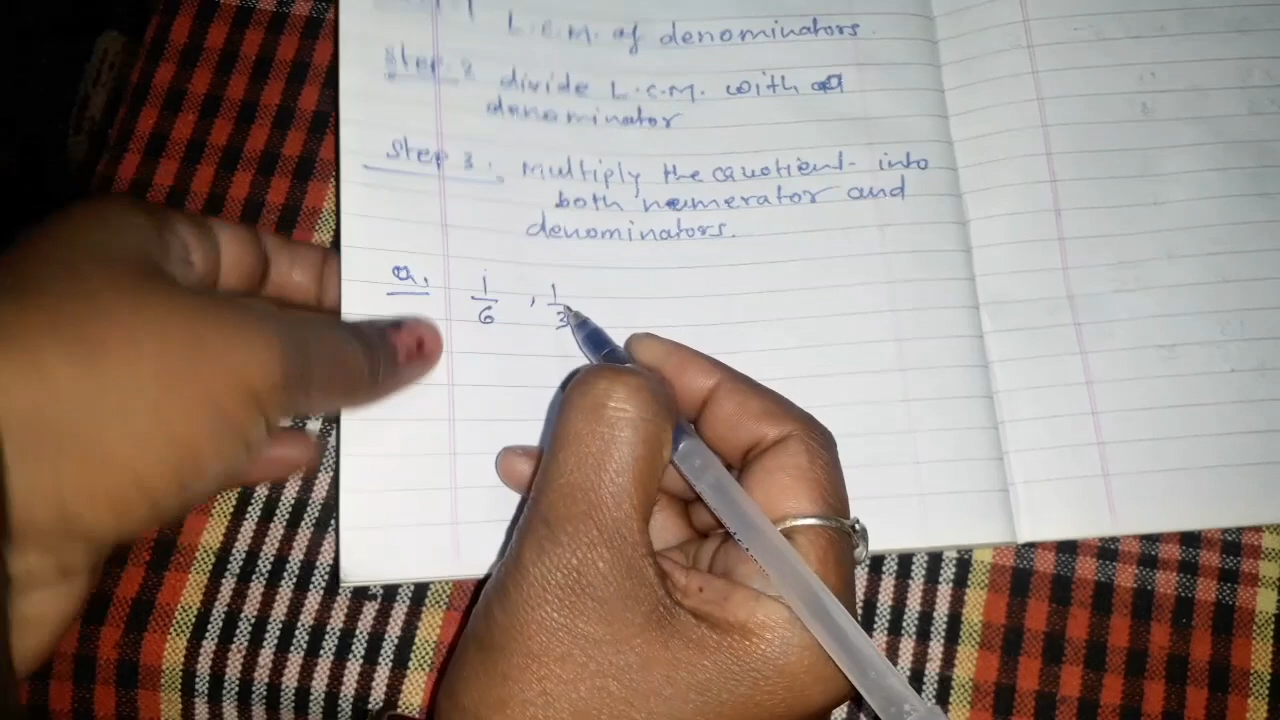 L.C.M. of denominators.
Step 2 divide L.C.M. with
denominator
Step 3: Multiply the quotient into
both numerator and
denominators.
Q. 1/6 , 1/3